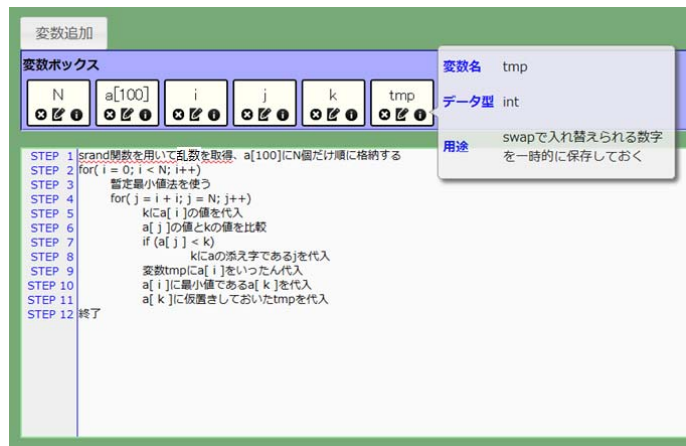 変数追加
変数ボックス
N
a[100]
i
j
k
tmp
変数名 tmp
データ型 int
用途 swapで入れ替えられる数字
を一時的に保存しておく
STEP 1 srand関数を用いて乱数を取得、a[100]にN個だけ順に格納する
STEP 2 for( i = 0; i < N; i++)
STEP 3 暫定最小値法を使う
STEP 4 for( j = i + i; j = N; j++)
STEP 5 kにa[ i ]の値を代入
STEP 6 a[ j ]の値とkの値を比較
STEP 7 if (a[ j ] < k)
STEP 8 kにaの添え字であるjを代入
STEP 9 変数tmpにa[ i ]をいったん代入
STEP 10 a[ i ]に最小値であるa[ k ]を代入
STEP 11 a[ k ]に仮置きしておいたtmpを代入
STEP 12 終了